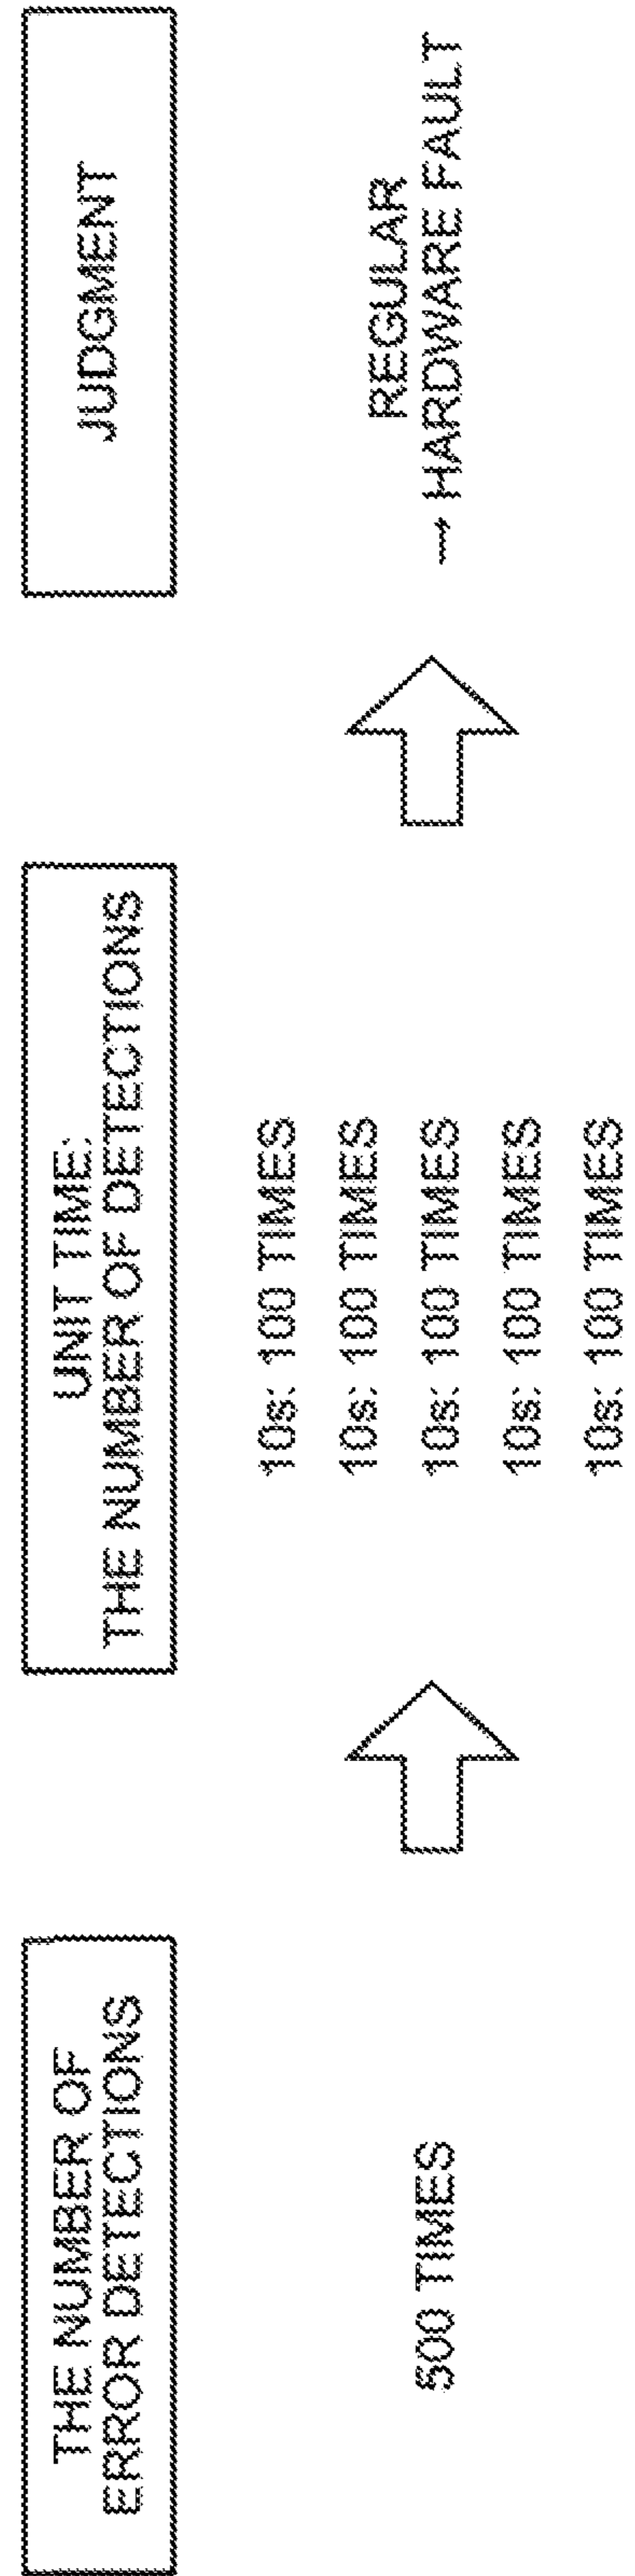 THE NUMBER OF
ERROR DETECTIONS
500 TIMES
UNIT TIME:
THE NUMBER OF DETECTIONS
10s: 100 TIMES
10s: 100 TIMES
10s: 100 TIMES
10s: 100 TIMES
10s: 100 TIMES
JUDGMENT
REGULAR
→ HARDWARE FAULT